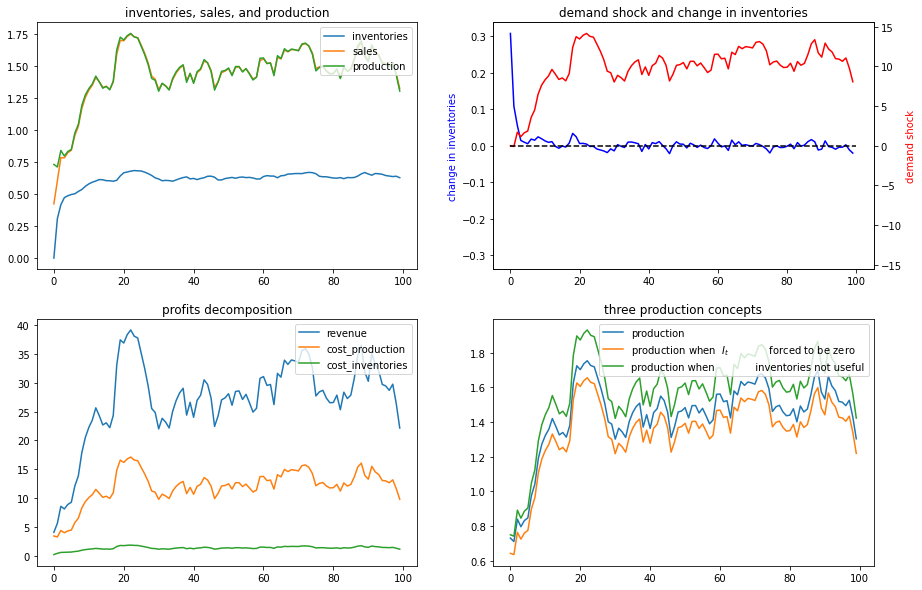 inventories, sales, and production
1.75
1.50
1.25
1.00
0.75
0.50
0.25
0.00
0 20 40 60 80 100
inventories
sales
production
demand shock and change in inventories
change in inventories
0.3
0.2
0.1
0.0
−0.1
−0.2
−0.3
0 20 40 60 80 100
15
10
5
0
−5
−10
−15
demand shock
profits decomposition
40
35
30
25
20
15
10
5
0
0 20 40 60 80 100
revenue
cost_production
cost_inventories
three production concepts
1.8
1.6
1.4
1.2
1.0
0.8
0.6
0 20 40 60 80 100
production
production when I_t forced to be zero
production when inventories not useful